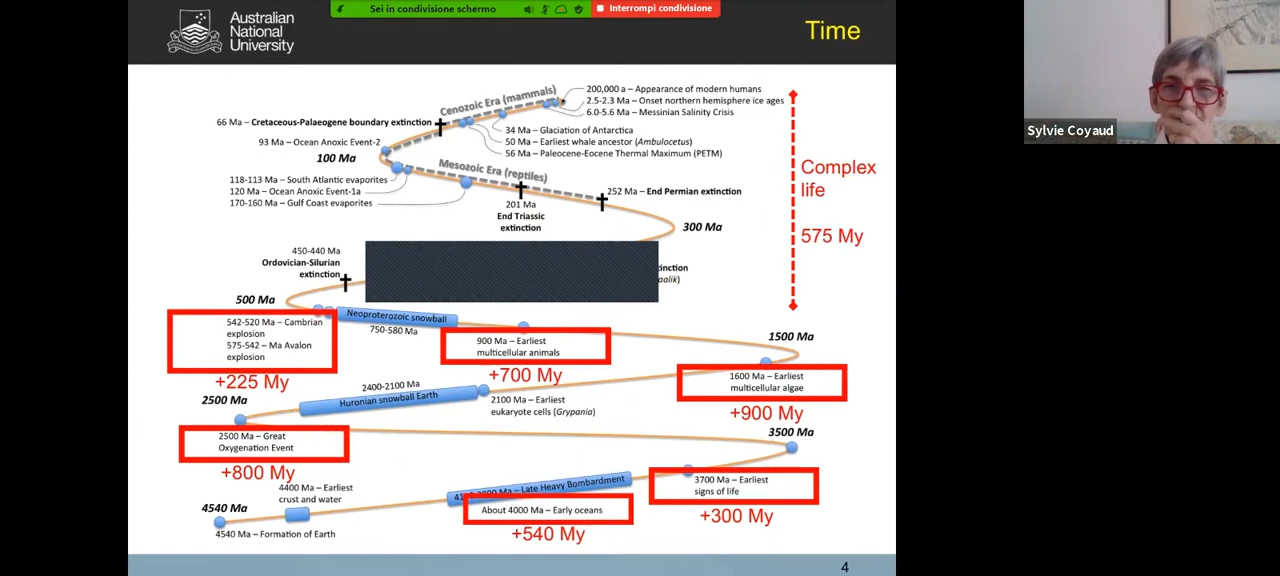 Sei in condivisione schermo
Interrompi condivisione
Australian
National
University
Time
Sylvie Coyaud
Cenozoic Era (mammals)
200,000 a – Appearance of modern humans
2.5-2.3 Ma – Onset northern hemisphere ice ages
6.0-5.6 Ma – Messinian Salinity Crisis
66 Ma – Cretaceous-Palaeogene boundary extinction
34 Ma – Glaciation of Antarctica
50 Ma – Earliest whale ancestor (Ambulocetus)
56 Ma – Paleocene-Eocene Thermal Maximum (PETM)
93 Ma – Ocean Anoxic Event-2
100 Ma
Mesozoic Era (reptiles)
118-113 Ma – South Atlantic evaporites
120 Ma – Ocean Anoxic Event-1a
170-160 Ma – Gulf Coast evaporites
201 Ma
End Triassic
extinction
252 Ma – End Permian extinction
300 Ma
Complex
life
575 My
450-440 Ma
Ordovician-Silurian
extinction
500 Ma
Neoproterozoic snowball
750-580 Ma
542-520 Ma – Cambrian
explosion
575-542 – Ma Avalon
explosion
+225 My
900 Ma – Earliest
multicellular animals
+700 My
1500 Ma
1600 Ma – Earliest
multicellular algae
+900 My
2400-2100 Ma
Huronian snowball Earth
2100 Ma – Earliest
eukaryote cells (Grypania)
2500 Ma
2500 Ma – Great
Oxygenation Event
+800 My
3500 Ma
3700 Ma – Earliest
signs of life
+300 My
Late Heavy Bombardment
About 4000 Ma – Early oceans
+540 My
4400 Ma – Earliest
crust and water
4540 Ma
4540 Ma – Formation of Earth
4